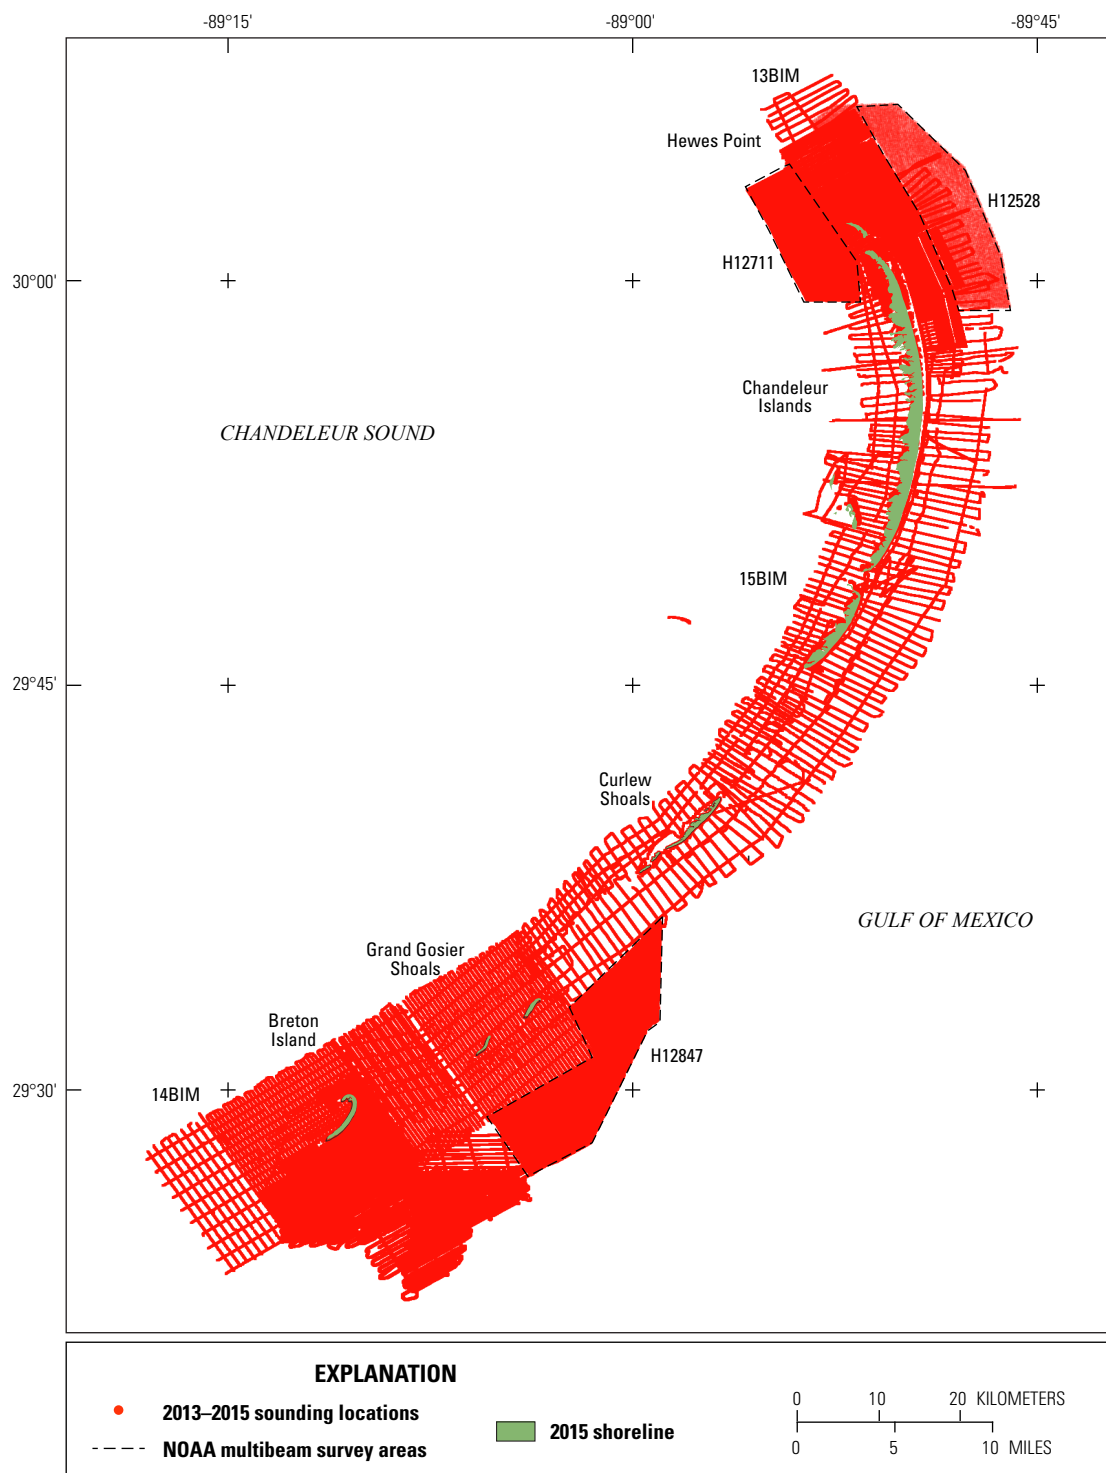 -89°15'
-89°00'
-89°45'
13BIM
Hewes Point
H12528
H12711
30°00'
Chandeleur
Islands
CHANDELEUR SOUND
15BIM
29°45'
Curlew
Shoals
GULF OF MEXICO
Grand Gosier
Shoals
Breton
Island
H12847
29°30'
14BIM
EXPLANATION
2013–2015 sounding locations
NOAA multibeam survey areas
2015 shoreline
0 10 20 KILOMETERS
0 5 10 MILES